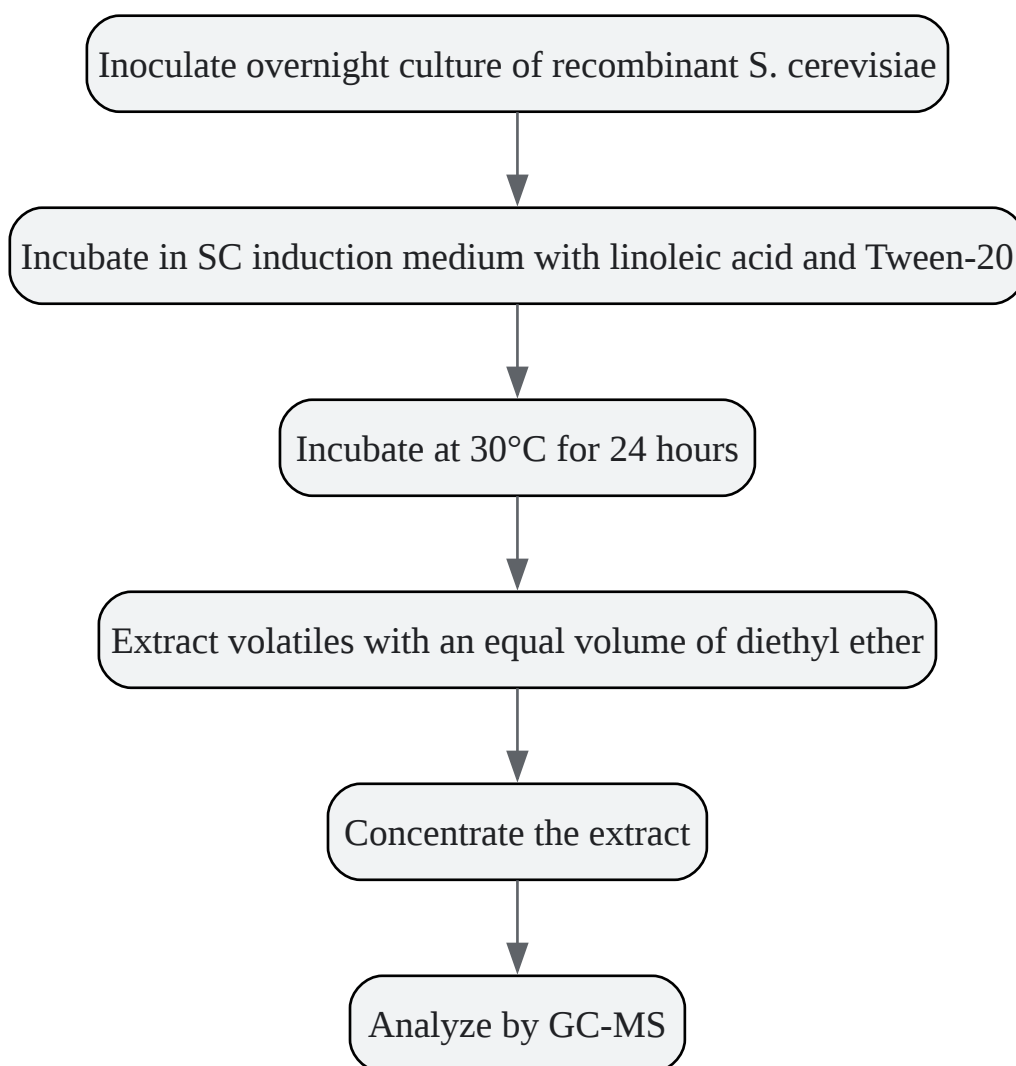 Inoculate overnight culture of recombinant S. cerevisiae
Incubate in SC induction medium with linoleic acid and Tween-20
Incubate at 30°C for 24 hours
Extract volatiles with an equal volume of diethyl ether
Concentrate the extract
Analyze by GC-MS